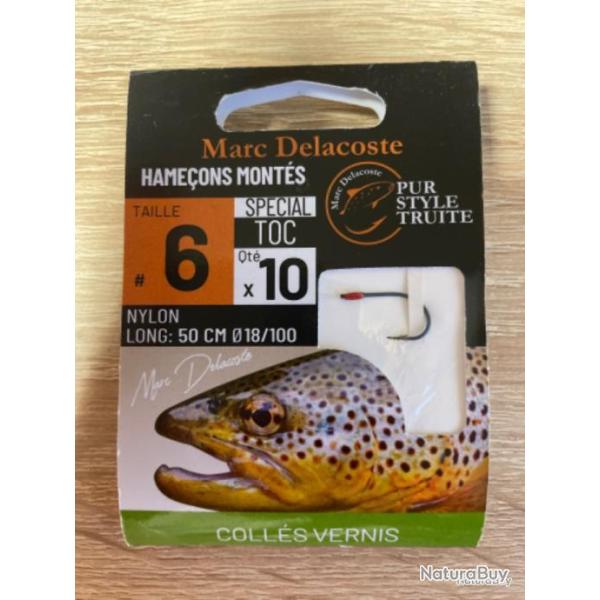 Marc Delacoste
HAMEÇONS MONTÉS
TAILLE
# 6
SPECIAL
TOC
Qté
x 10
Marc Delacoste
PUR
STYLE
TRUITE
NYLON
LONG: 50 CM Ø18/100
Marc Delacoste
COLLÉS VERNIS
NaturaBuy